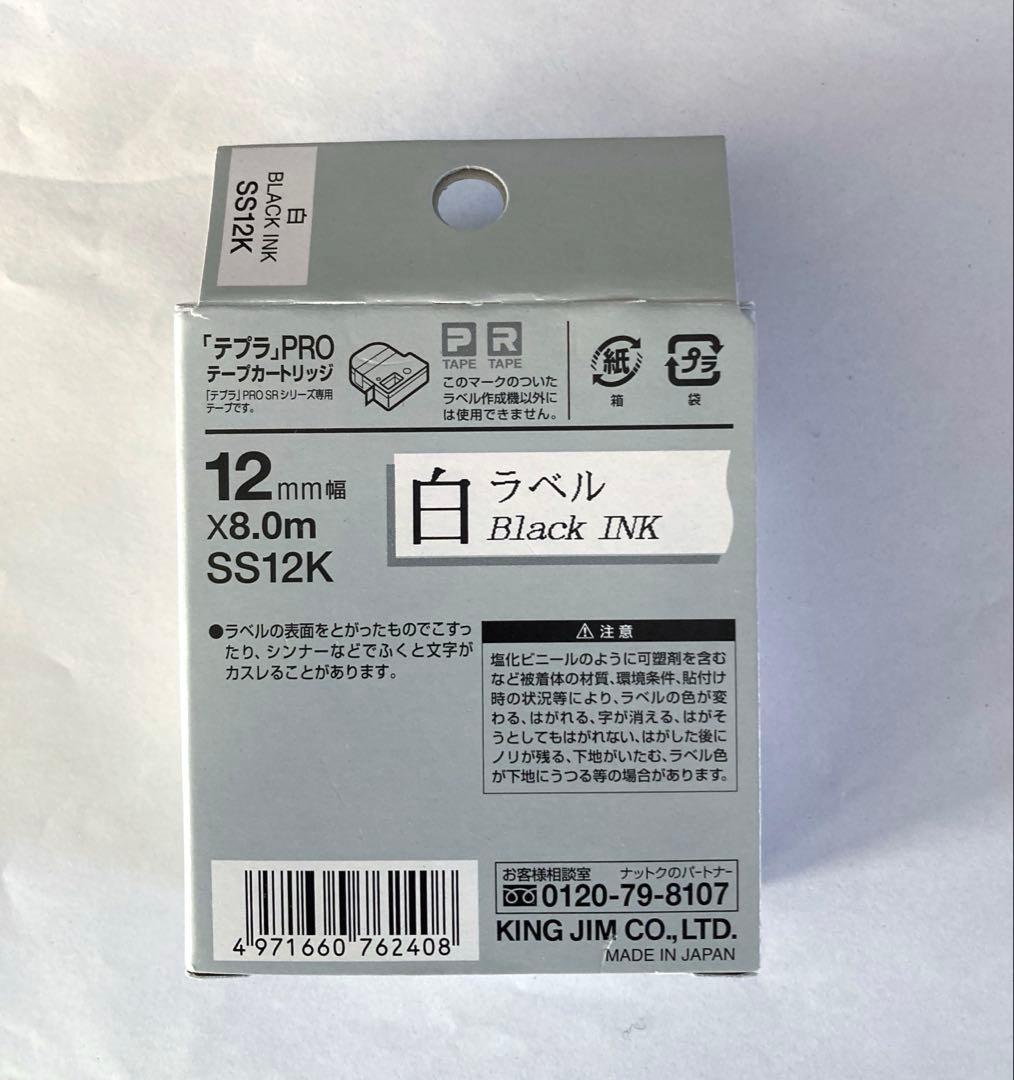 白
BLACK INK
SS12K
「テプラ」PRO
テープカートリッジ
「テプラ」PRO SRシリーズ専用
テープです。
P R
TAPE TAPE
このマークのついた
ラベル作成機以外に
は使用できません。
紙
箱
プラ
袋
12mm幅
X8.0m
SS12K
白 ラベル
Black INK
●ラベルの表面をとがったものでこすっ
たり、シンナーなどでふくと文字が
カスレることがあります。
注意
塩化ビニールのように可塑剤を含む
など被着体の材質、環境条件、貼付け
時の状況等により、ラベルの色が変
わる、はがれる、字が消える、はがそ
うとしてもはがれない、はがした後に
ノリが残る、下地がいたむ、ラベル色
が下地にうつる等の場合があります。
4 971660 762408
お客様相談室 ナットクのパートナー
0120-79-8107
KING JIM CO.,LTD.
MADE IN JAPAN